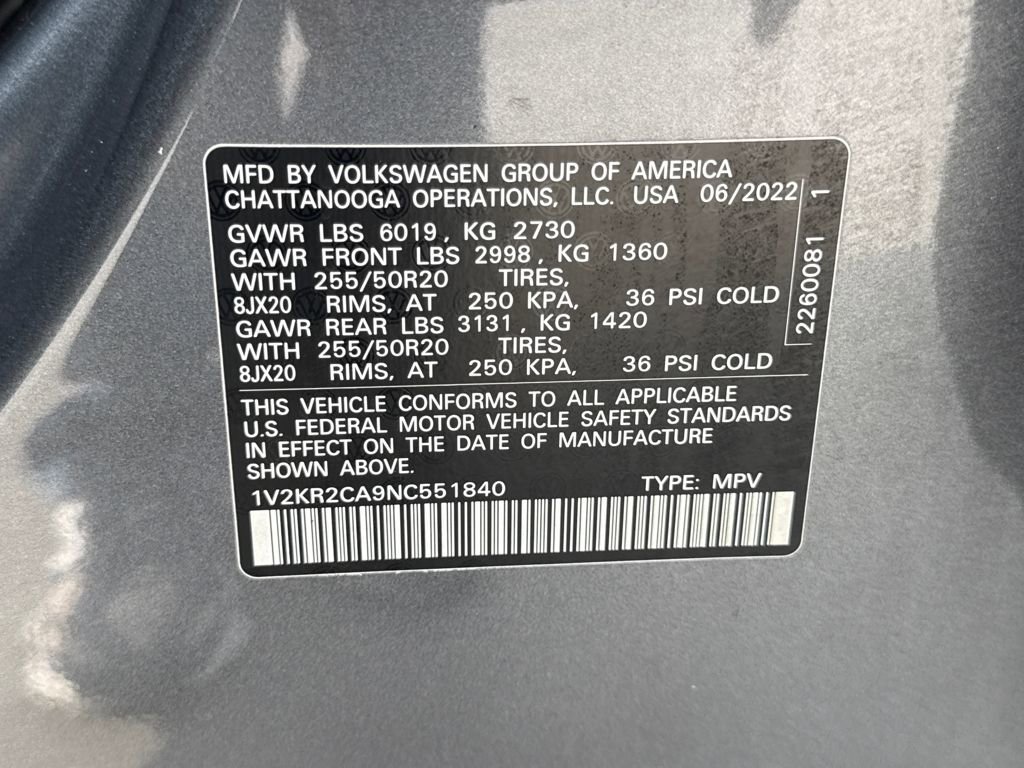 MFD BY VOLKSWAGEN GROUP OF AMERICA
CHATTANOOGA OPERATIONS, LLC. USA 06/2022
GVWR LBS 6019, KG 2730
GAWR FRONT LBS 2998, KG 1360
WITH 255/50R20 TIRES,
8JX20 RIMS, AT 250 KPA, 36 PSI COLD
GAWR REAR LBS 3131, KG 1420
WITH 255/50R20 TIRES,
8JX20 RIMS, AT 250 KPA, 36 PSI COLD
2260081 1
THIS VEHICLE CONFORMS TO ALL APPLICABLE
U.S. FEDERAL MOTOR VEHICLE SAFETY STANDARDS
IN EFFECT ON THE DATE OF MANUFACTURE
SHOWN ABOVE.
1V2KR2CA9NC551840 TYPE: MPV